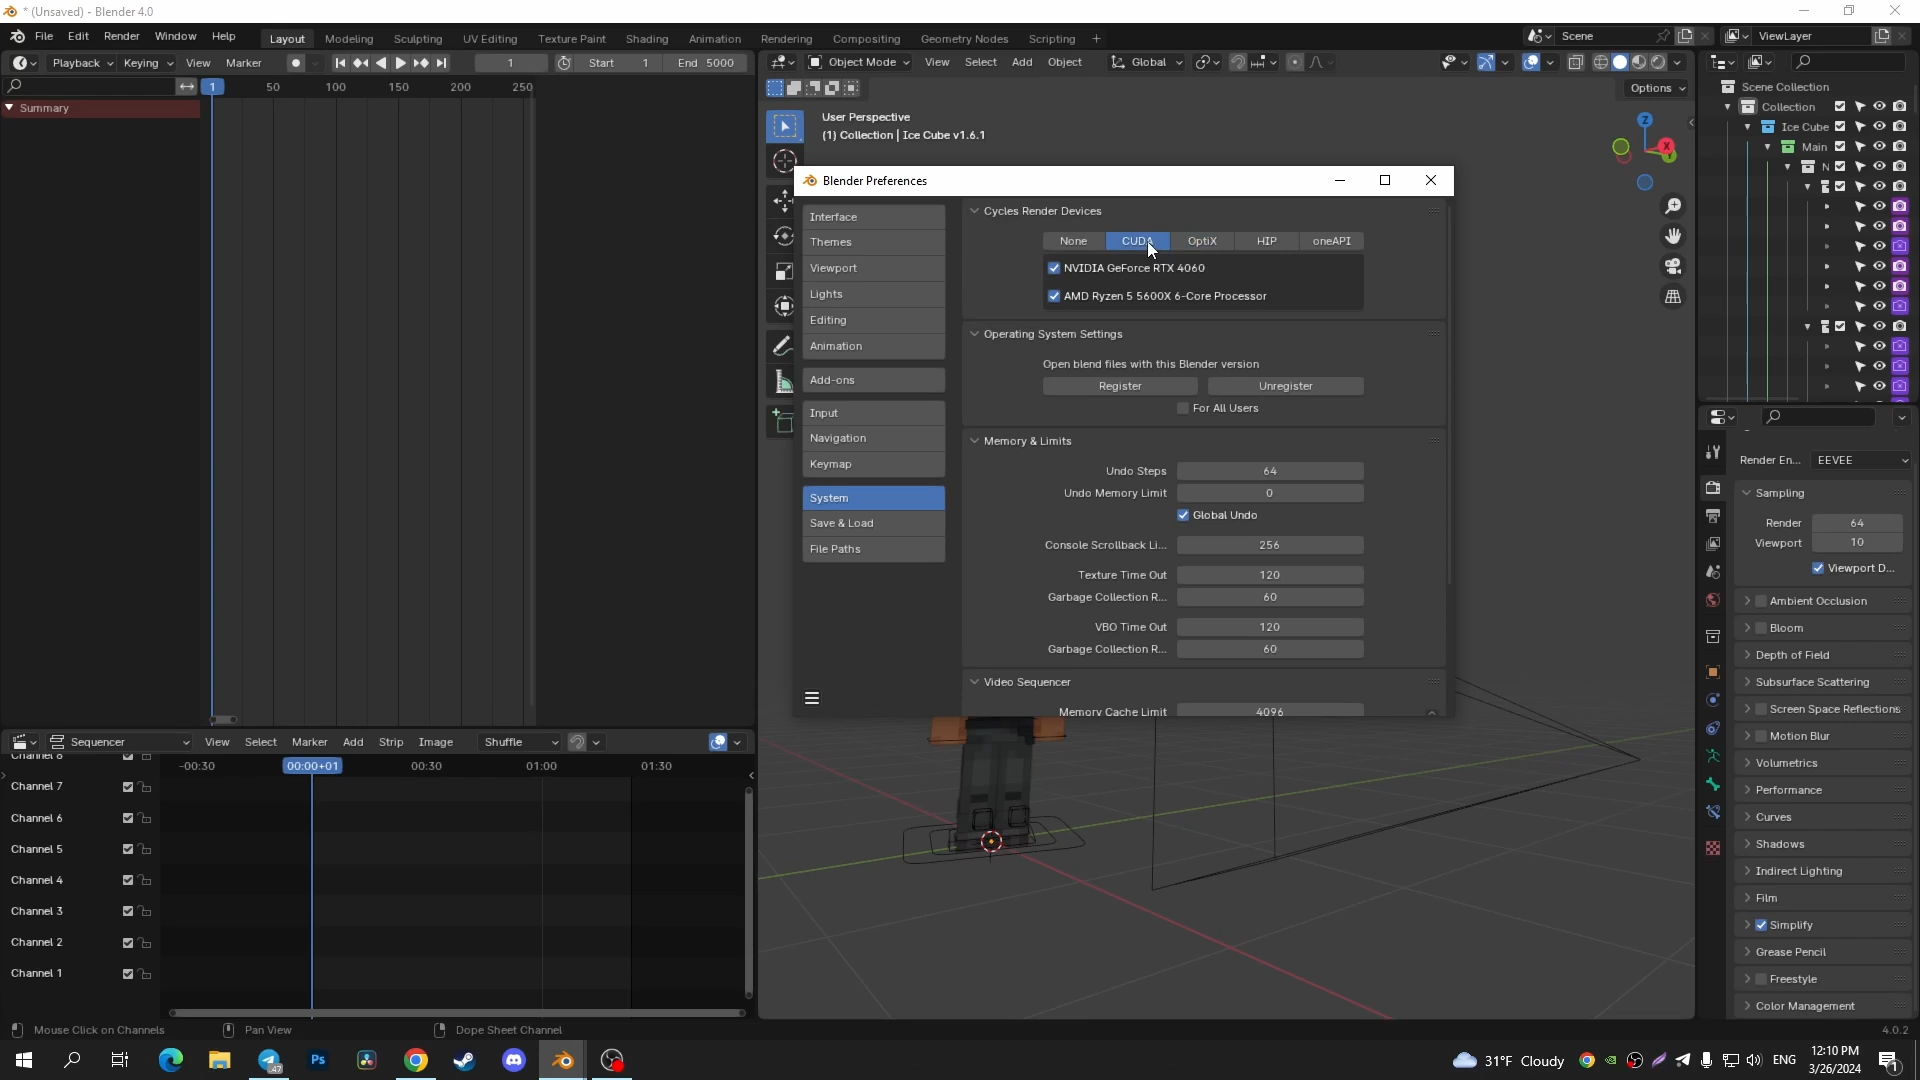 * (Unsaved) - Blender 4.0
File Edit Render Window Help Layout Modeling Sculpting UV Editing Texture Paint Shading Animation Rendering Compositing Geometry Nodes Scripting + Scene ViewLayer
Playback Keying View Marker 1 Start 1 End 5000 Object Mode View Select Add Object Global
1 50 100 150 200 250 Options
Summary
User Perspective
(1) Collection | Ice Cube v1.6.1
Scene Collection
Collection
Ice Cube
Main
N
Z
X
Y
Blender Preferences
Interface
Themes
Viewport
Lights
Editing
Animation
Add-ons
Input
Navigation
Keymap
System
Save & Load
File Paths
Cycles Render Devices
None CUDA OptiX HIP oneAPI
NVIDIA GeForce RTX 4060
AMD Ryzen 5 5600X 6-Core Processor
Operating System Settings
Open blend files with this Blender version
Register Unregister
For All Users
Memory & Limits
Undo Steps 64
Undo Memory Limit 0
Global Undo
Console Scrollback Li... 256
Texture Time Out 120
Garbage Collection R... 60
VBO Time Out 120
Garbage Collection R... 60
Video Sequencer
Memory Cache Limit 4096
Render En... EEVEE
Sampling
Render 64
Viewport 10
Viewport D...
Ambient Occlusion
Bloom
Depth of Field
Subsurface Scattering
Screen Space Reflections
Motion Blur
Volumetrics
Performance
Curves
Shadows
Indirect Lighting
Film
Simplify
Grease Pencil
Freestyle
Color Management
Sequencer View Select Marker Add Strip Image Shuffle
-00:30 00:00+01 00:30 01:00 01:30
Channel 8
Channel 7
Channel 6
Channel 5
Channel 4
Channel 3
Channel 2
Channel 1
Mouse Click on Channels Pan View Dope Sheet Channel 4.0.2
Ps 47 31°F Cloudy ENG 12:10 PM
3/26/2024 1